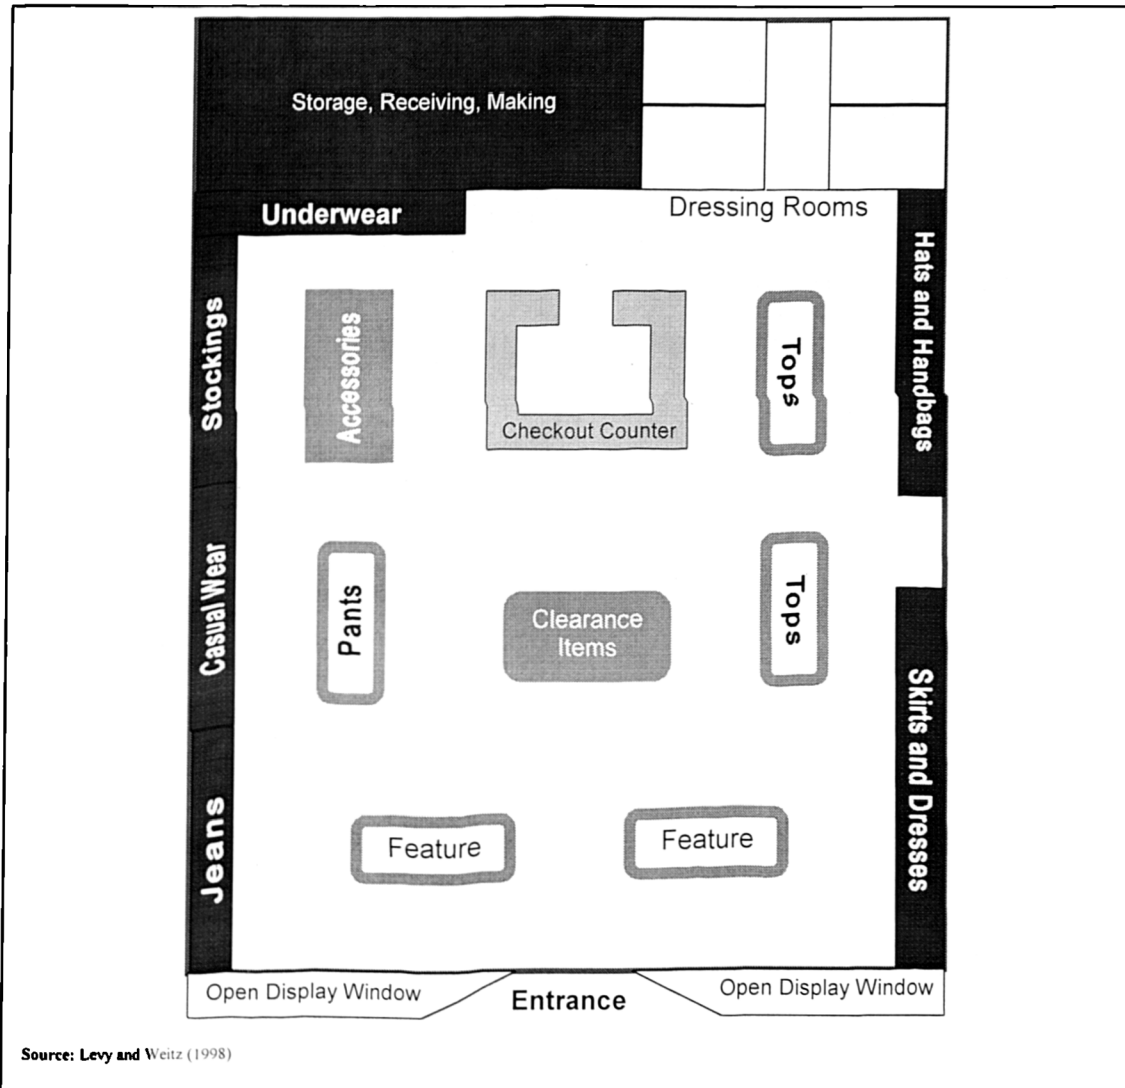 Storage, Receiving, Making
Underwear
Dressing Rooms
Hats and Handbags
Stockings
Accessories
Tops
Checkout Counter
Casual Wear
Pants
Clearance
Items
Tops
Skirts and Dresses
Jeans
Feature
Feature
Open Display Window
Entrance
Open Display Window
Source: Levy and Weitz (1998)